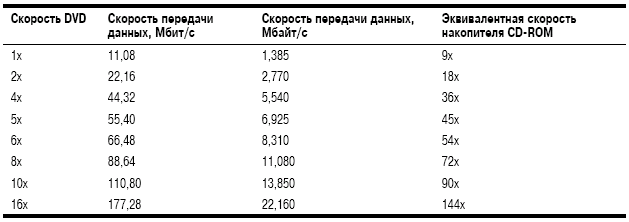 Скорость DVD Скорость передачи данных, Мбит/с Скорость передачи данных, Мбайт/с Эквивалентная скорость накопителя CD-ROM
1x 11,08 1,385 9x
2x 22,16 2,770 18x
4x 44,32 5,540 36x
5x 55,40 6,925 45x
6x 66,48 8,310 54x
8x 88,64 11,080 72x
10x 110,80 13,850 90x
16x 177,28 22,160 144x